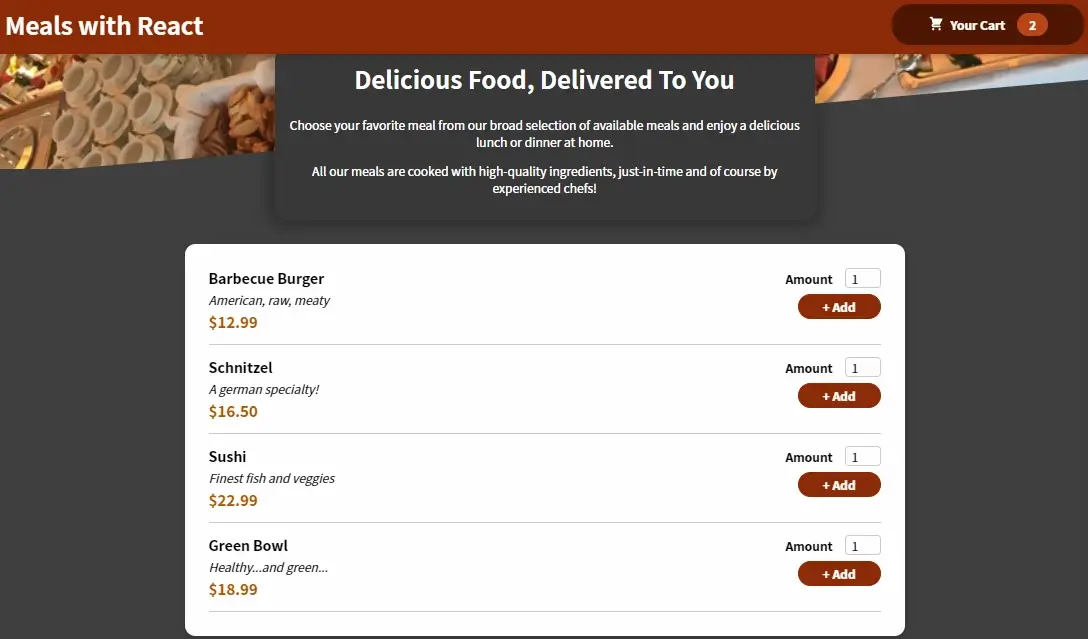 Meals with React
Your Cart 2
Delicious Food, Delivered To You
Choose your favorite meal from our broad selection of available meals and enjoy a delicious
lunch or dinner at home.
All our meals are cooked with high-quality ingredients, just-in-time and of course by
experienced chefs!
Barbecue Burger
American, raw, meaty
$12.99
Amount 1
+ Add
Schnitzel
A german specialty!
$16.50
Amount 1
+ Add
Sushi
Finest fish and veggies
$22.99
Amount 1
+ Add
Green Bowl
Healthy...and green...
$18.99
Amount 1
+ Add